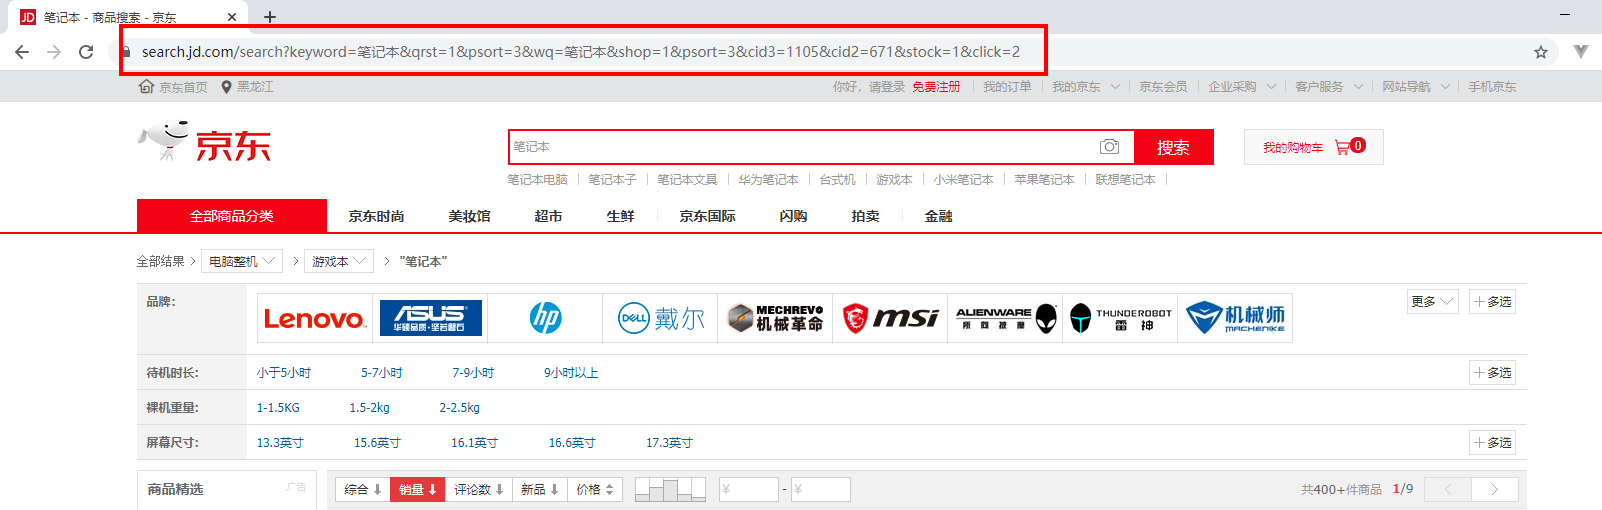 JD 笔记本 - 商品搜索 - 京东
search.jd.com/search?keyword=笔记本&qrst=1&psort=3&wq=笔记本&shop=1&psort=3&cid3=1105&cid2=671&stock=1&click=2
京东首页 黑龙江 你好，请登录 免费注册 我的订单 我的京东 京东会员 企业采购 客户服务 网站导航 手机京东
京东
笔记本 搜索 我的购物车 0
笔记本电脑 笔记本子 笔记本文具 华为笔记本 台式机 游戏本 小米笔记本 苹果笔记本 联想笔记本
全部商品分类 京东时尚 美妆馆 超市 生鲜 京东国际 闪购 拍卖 金融
全部结果 > 电脑整机 > 游戏本 > "笔记本"
品牌： 更多 多选
Lenovo ASUS 华硕品质·坚若磐石 hp DELL 戴尔 MECHREVO 机械革命 msi ALIENWARE 所向披靡 THUNDEROBOT 雷神 机械师 MACHENIKE
待机时长： 小于5小时 5-7小时 7-9小时 9小时以上 多选
裸机重量： 1-1.5KG 1.5-2kg 2-2.5kg
屏幕尺寸： 13.3英寸 15.6英寸 16.1英寸 16.6英寸 17.3英寸 多选
商品精选 广告 综合 销量 评论数 新品 价格 ¥ - ¥ 共400+件商品 1/9 < >